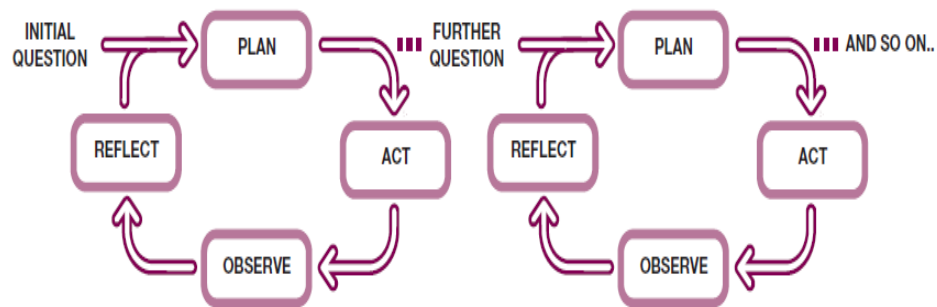 INITIAL
QUESTION
PLAN
ACT
OBSERVE
REFLECT
FURTHER
QUESTION
PLAN
ACT
OBSERVE
REFLECT
AND SO ON..